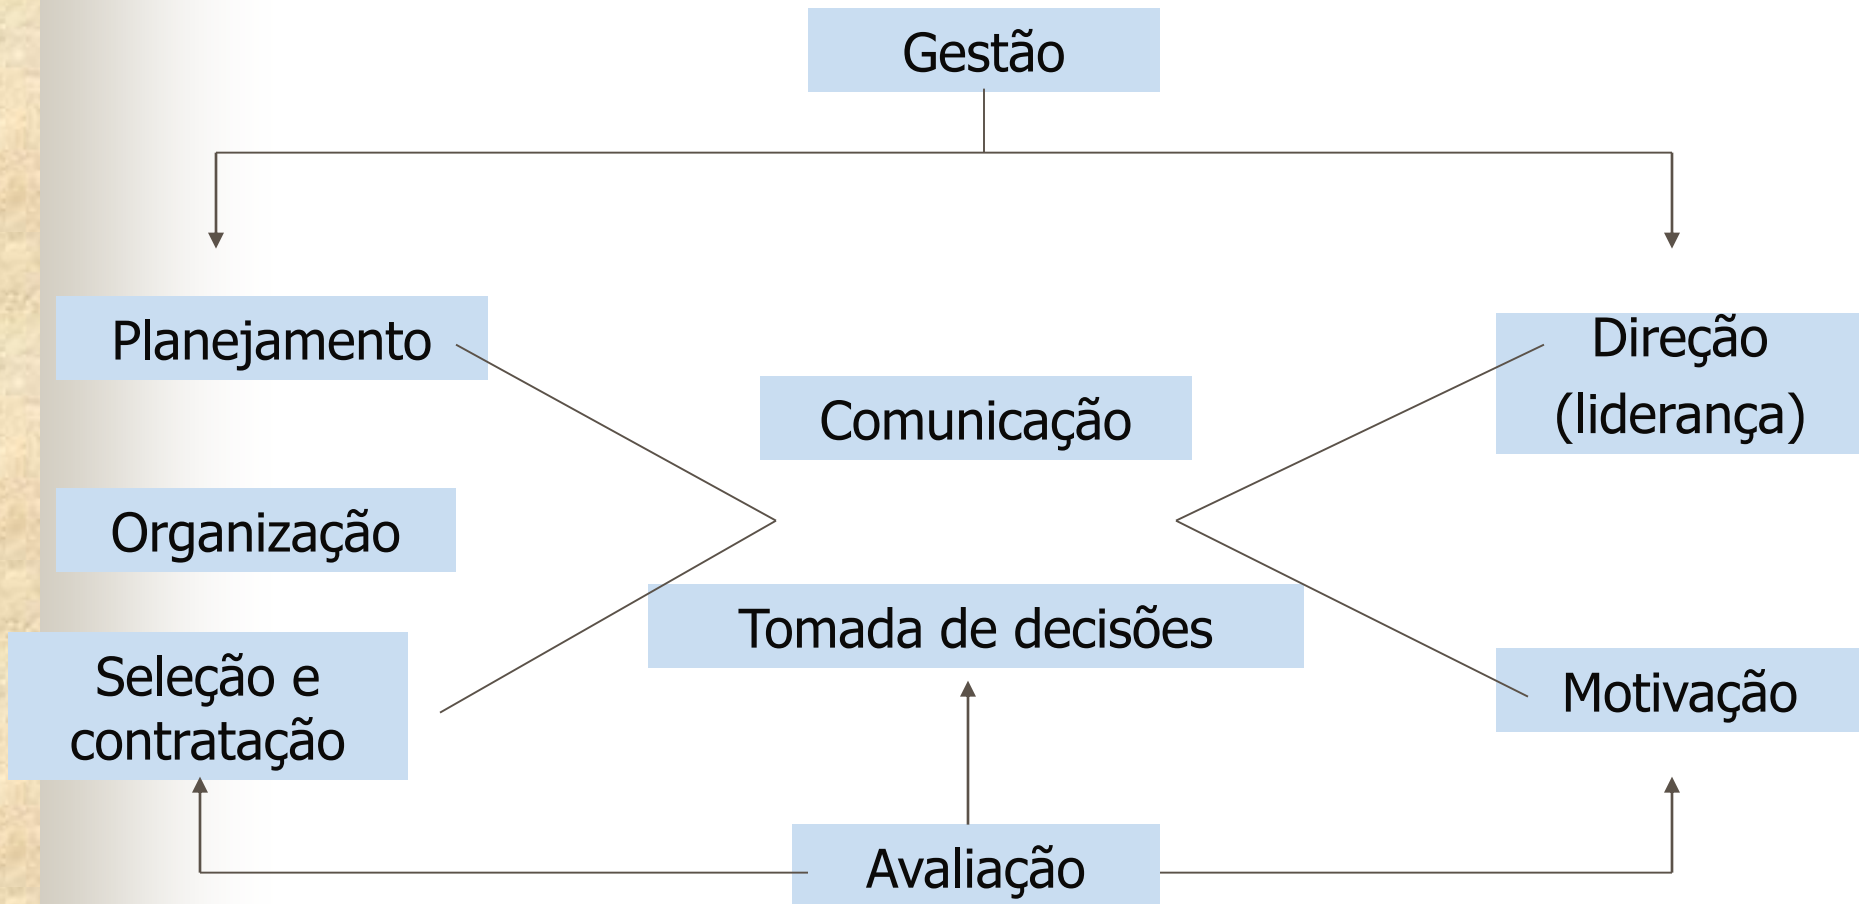 Gestão
Planejamento
Organização
Seleção e
contratação
Comunicação
Tomada de decisões
Direção
(liderança)
Motivação
Avaliação